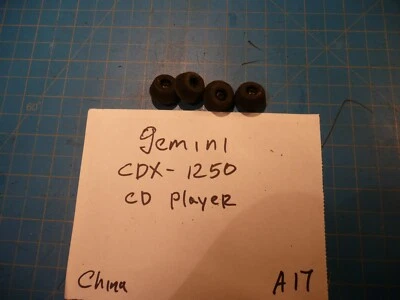 gemini
CDX-1250
CD Player
China A17